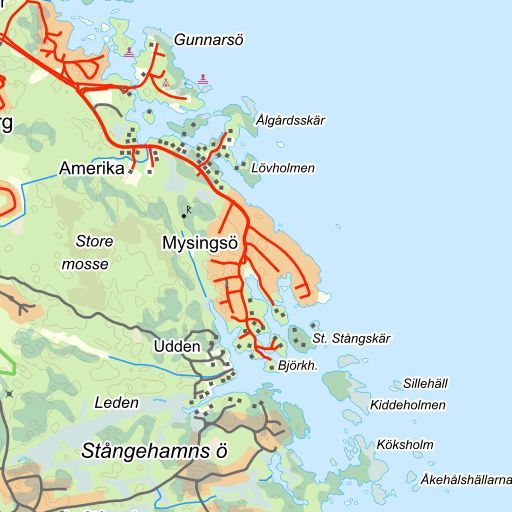 Gunnarsö
Ålgårdsskär
rg
Amerika
Lövholmen
R
Store
mosse
Mysingsö
St. Stångskär
Udden
Björkh.
Sillehäll
Leden
Kiddeholmen
Stångehamns ö
Köksholm
Åkehålshällarna